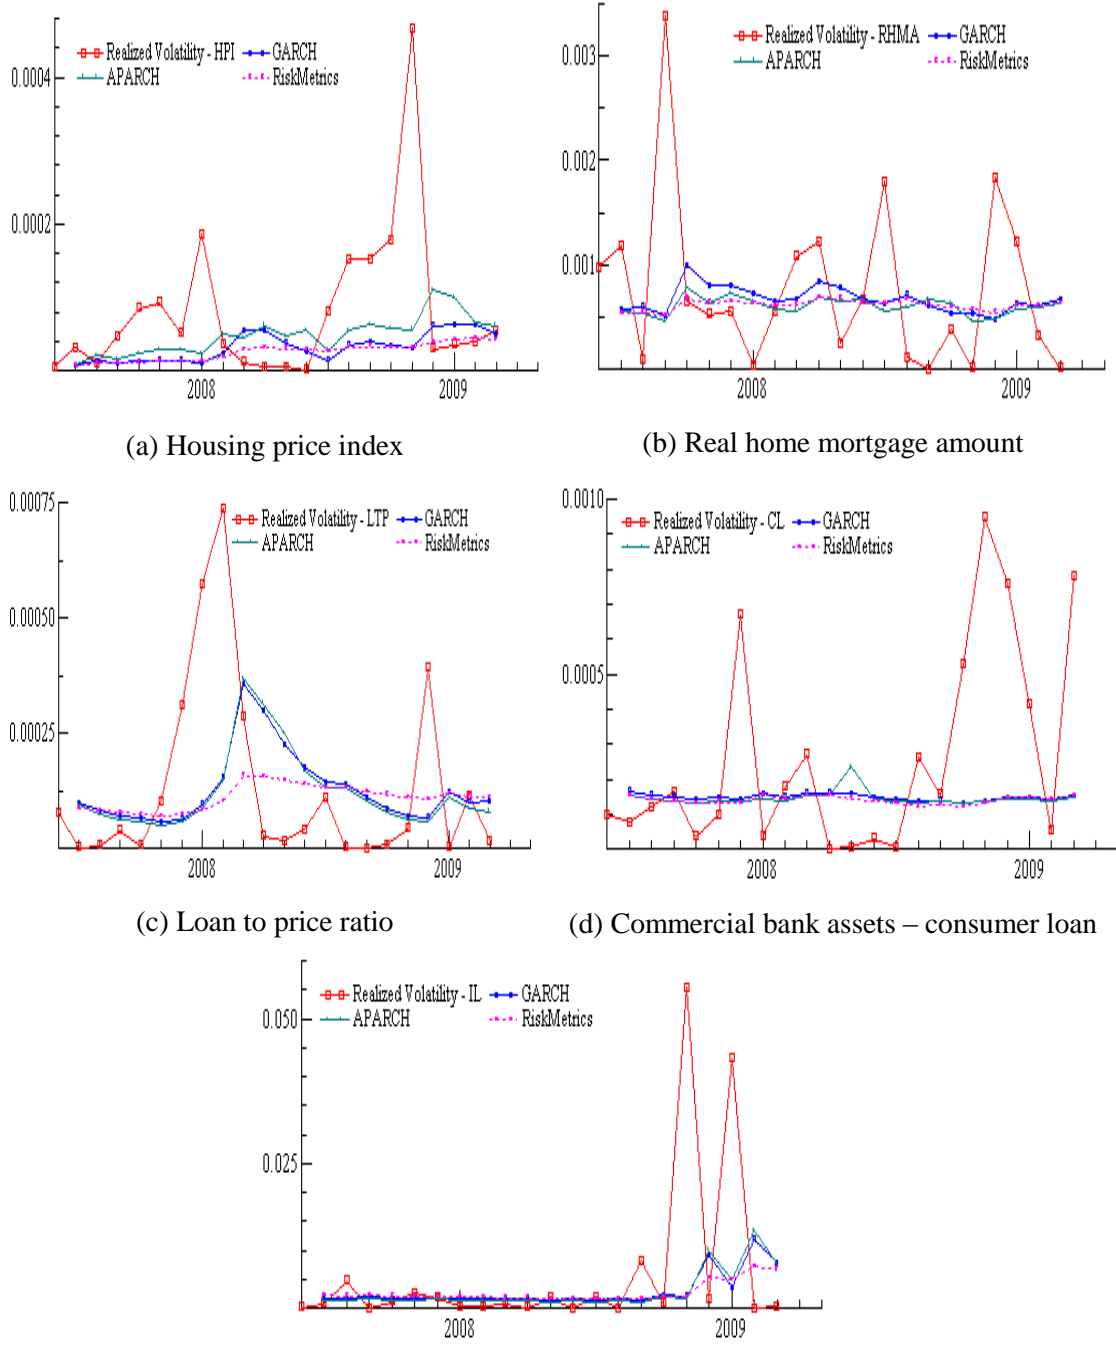 Realized Volatility - HPI GARCH
APARCH RiskMetrics
0.0004
0.0002
2008 2009
(a) Housing price index
Realized Volatility - RHMA GARCH
APARCH RiskMetrics
0.003
0.002
0.001
2008 2009
(b) Real home mortgage amount
0.00075
Realized Volatility - LTP GARCH
APARCH RiskMetrics
0.00050
0.00025
2008 2009
(c) Loan to price ratio
0.0010
Realized Volatility - CL GARCH
APARCH RiskMetrics
0.0005
2008 2009
(d) Commercial bank assets – consumer loan
Realized Volatility - IL GARCH
APARCH RiskMetrics
0.050
0.025
2008 2009